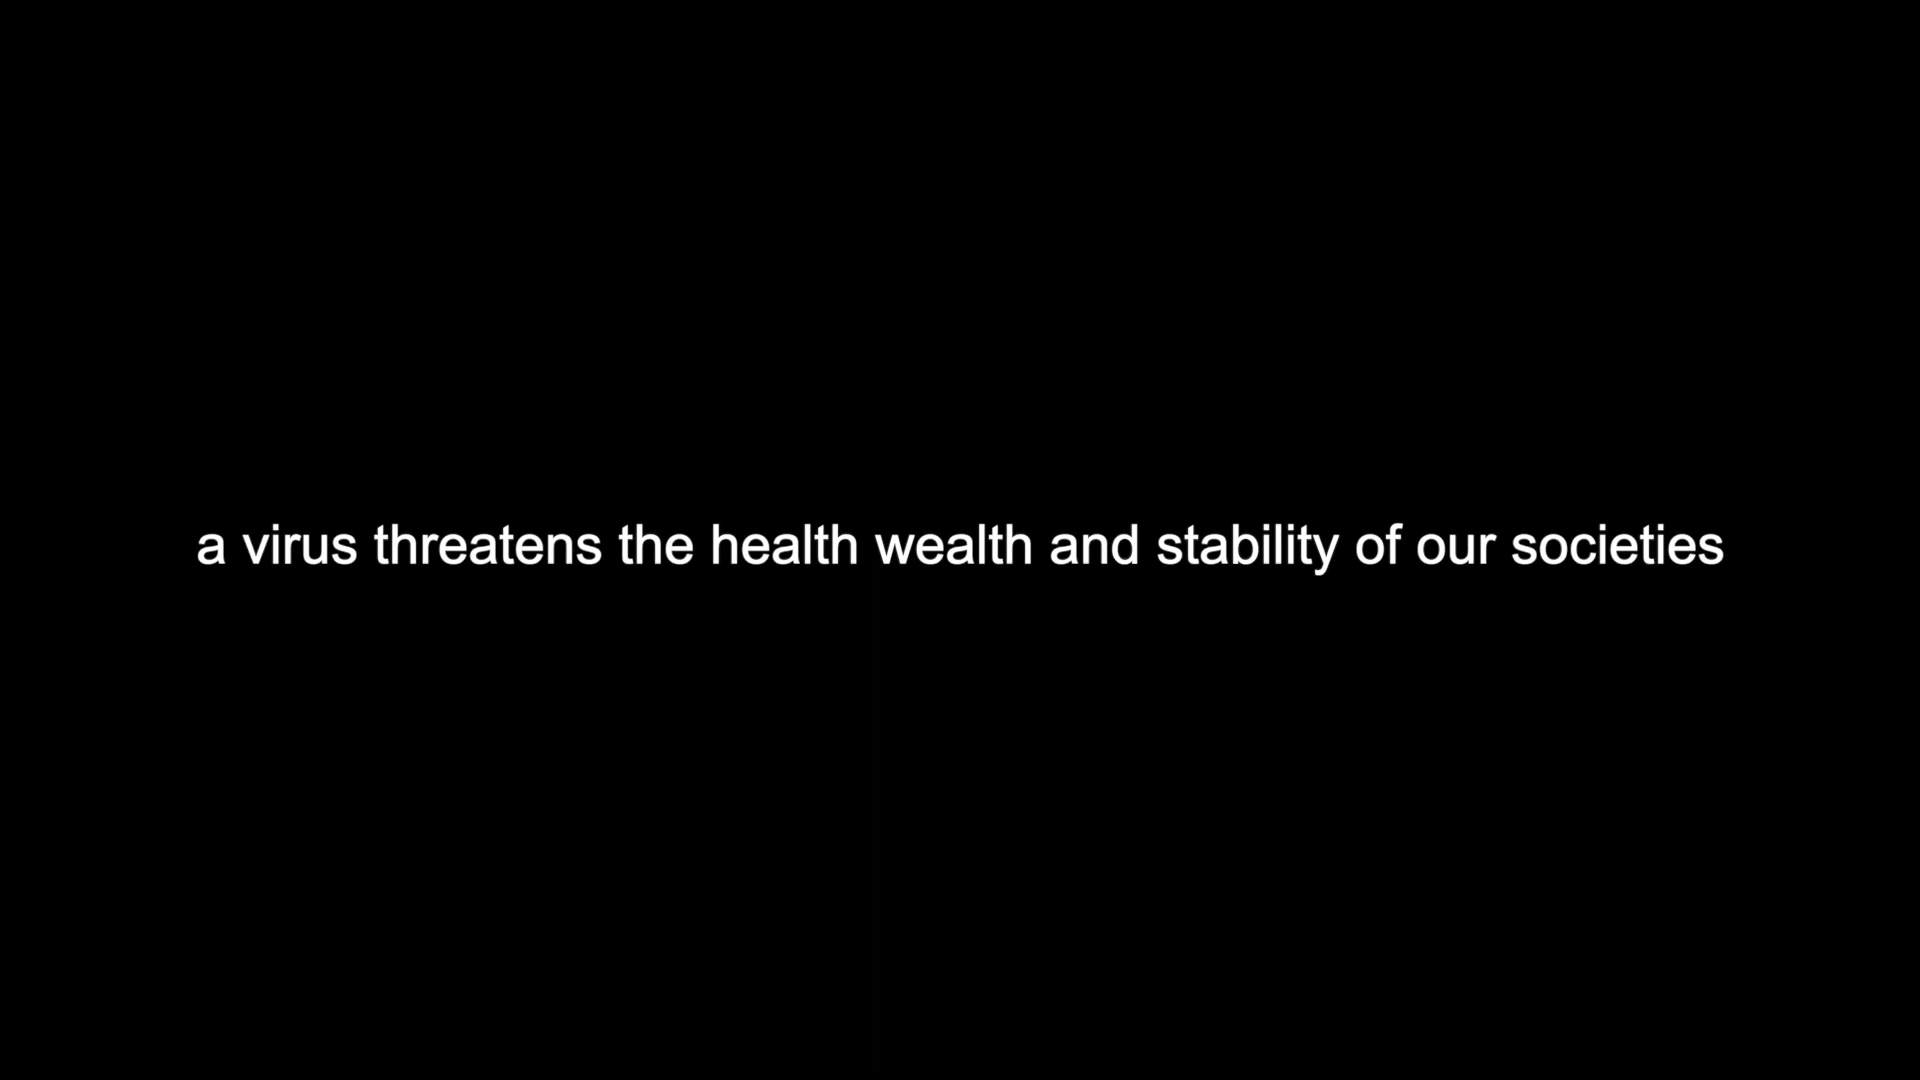 a virus threatens the health wealth and stability of our societies